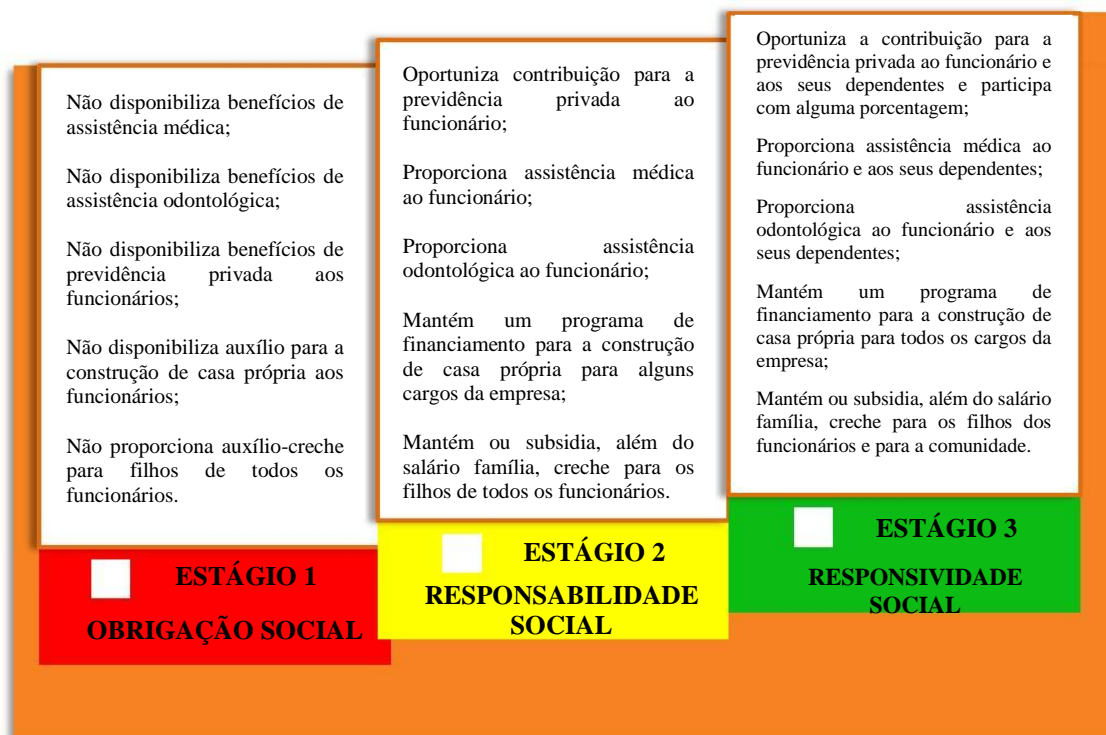 Não disponibiliza benefícios de
assistência médica;
Não disponibiliza benefícios de
assistência odontológica;
Não disponibiliza benefícios de
previdência privada aos
funcionários;
Não disponibiliza auxílio para a
construção de casa própria aos
funcionários;
Não proporciona auxílio-creche
para filhos de todos os
funcionários.
ESTÁGIO 1
OBRIGAÇÃO SOCIAL
Oportuniza contribuição para a
previdência privada ao
funcionário;
Proporciona assistência médica
ao funcionário;
Proporciona assistência
odontológica ao funcionário;
Mantém um programa de
financiamento para a construção
de casa própria para alguns
cargos da empresa;
Mantém ou subsidia, além do
salário família, creche para os
filhos de todos os funcionários.
ESTÁGIO 2
RESPONSABILIDADE
SOCIAL
Oportuniza a contribuição para a
previdência privada ao funcionário e
aos seus dependentes e participa
com alguma porcentagem;
Proporciona assistência médica ao
funcionário e aos seus dependentes;
Proporciona assistência
odontológica ao funcionário e aos
seus dependentes;
Mantém um programa de
financiamento para a construção de
casa própria para todos os cargos da
empresa;
Mantém ou subsidia, além do salário
família, creche para os filhos dos
funcionários e para a comunidade.
ESTÁGIO 3
RESPONSIVIDADE
SOCIAL